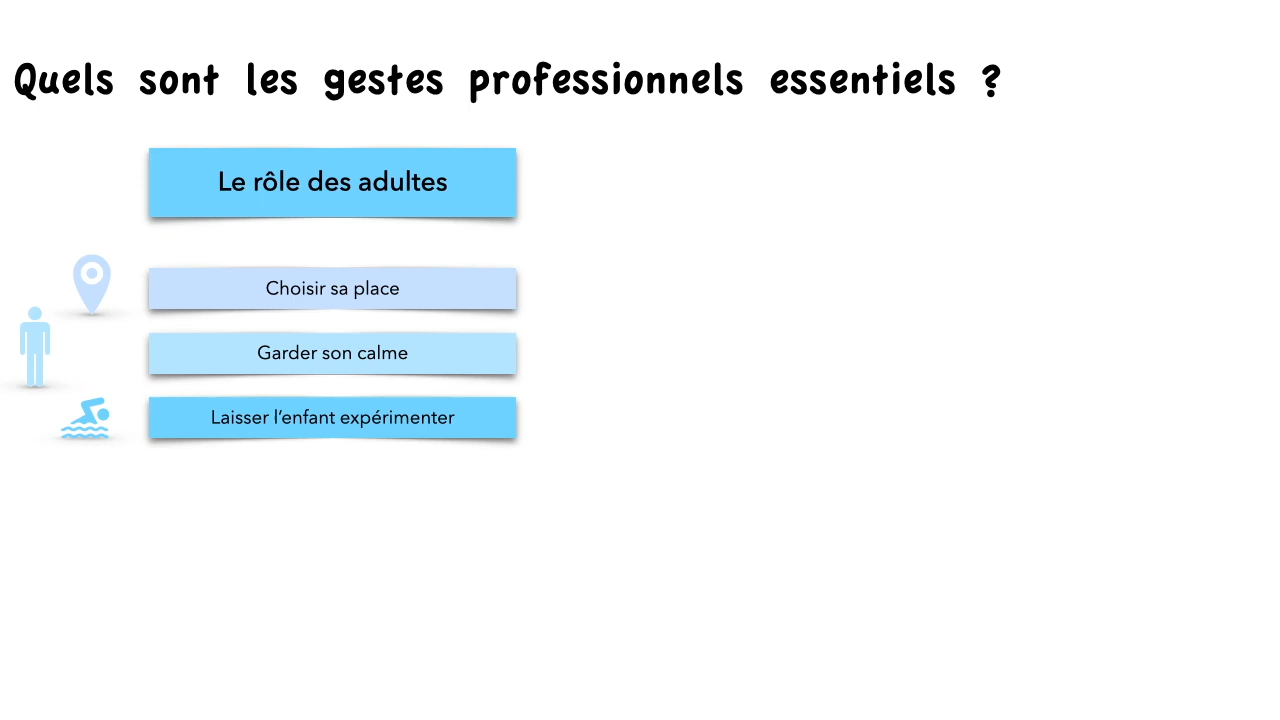 Quels sont les gestes professionnels essentiels ?
Le rôle des adultes
Choisir sa place
Garder son calme
Laisser l’enfant expérimenter